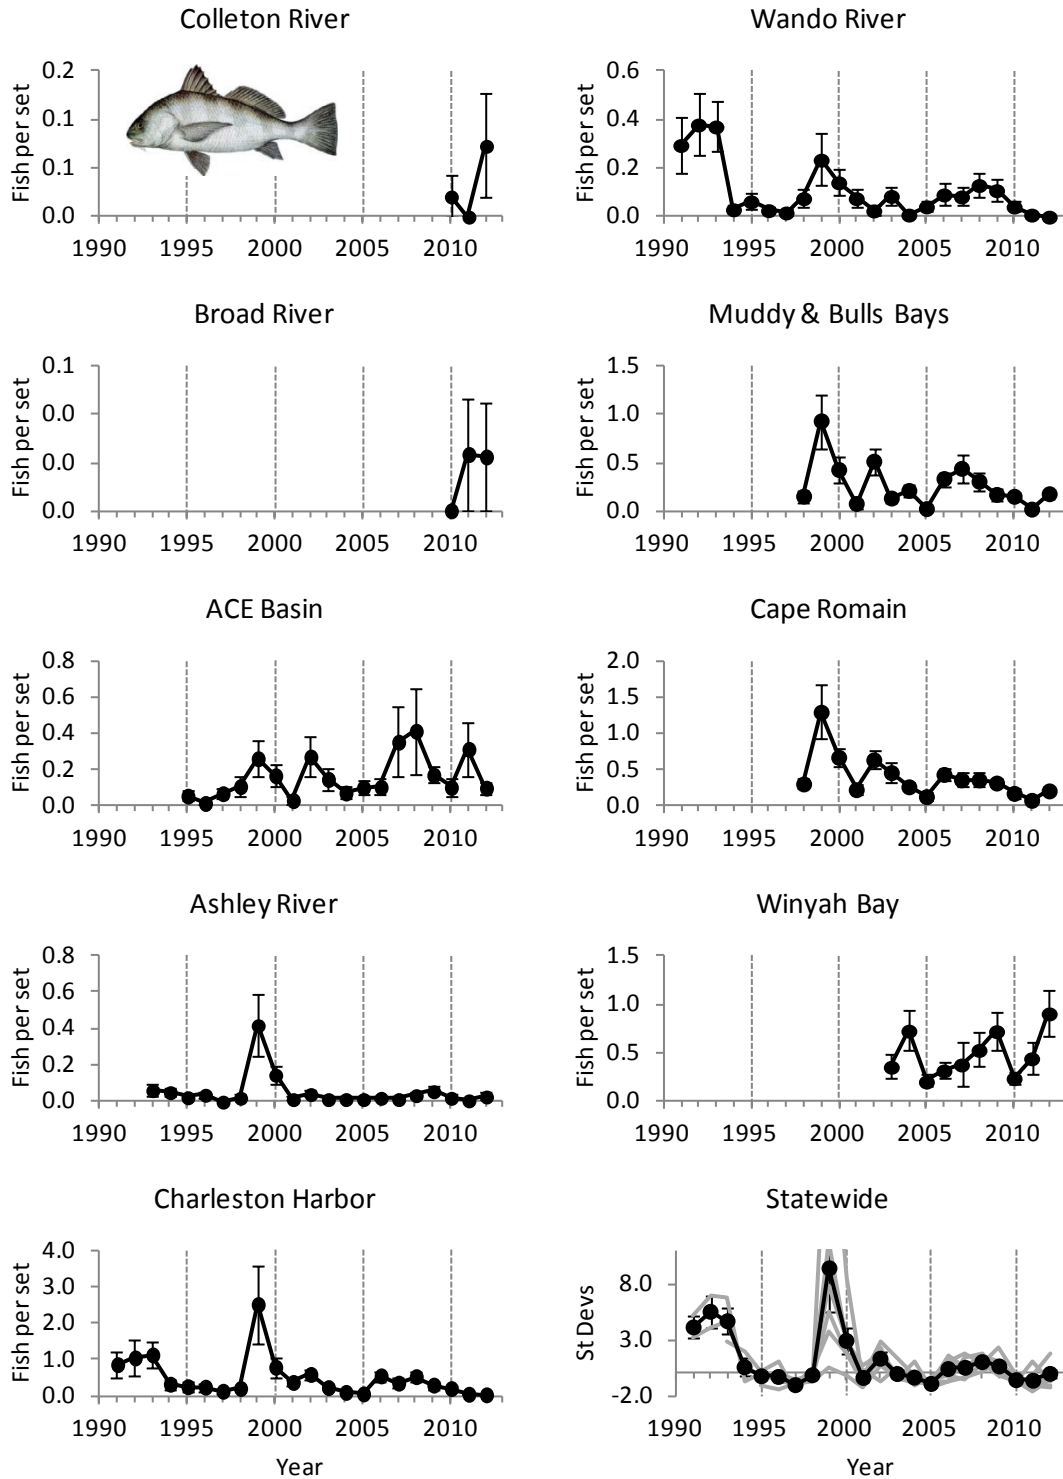 Colleton River
Fish per set
0.2
0.1
0.1
0.0
1990 1995 2000 2005 2010
Wando River
Fish per set
0.6
0.4
0.2
0.0
1990 1995 2000 2005 2010
Broad River
Fish per set
0.1
0.0
0.0
0.0
1990 1995 2000 2005 2010
Muddy & Bulls Bays
Fish per set
1.5
1.0
0.5
0.0
1990 1995 2000 2005 2010
ACE Basin
Fish per set
0.8
0.6
0.4
0.2
0.0
1990 1995 2000 2005 2010
Cape Romain
Fish per set
2.0
1.5
1.0
0.5
0.0
1990 1995 2000 2005 2010
Ashley River
Fish per set
0.8
0.6
0.4
0.2
0.0
1990 1995 2000 2005 2010
Winyah Bay
Fish per set
1.5
1.0
0.5
0.0
1990 1995 2000 2005 2010
Charleston Harbor
Fish per set
4.0
3.0
2.0
1.0
0.0
1990 1995 2000 2005 2010
Year
Statewide
St Devs
8.0
3.0
-2.0
1990 1995 2000 2005 2010
Year